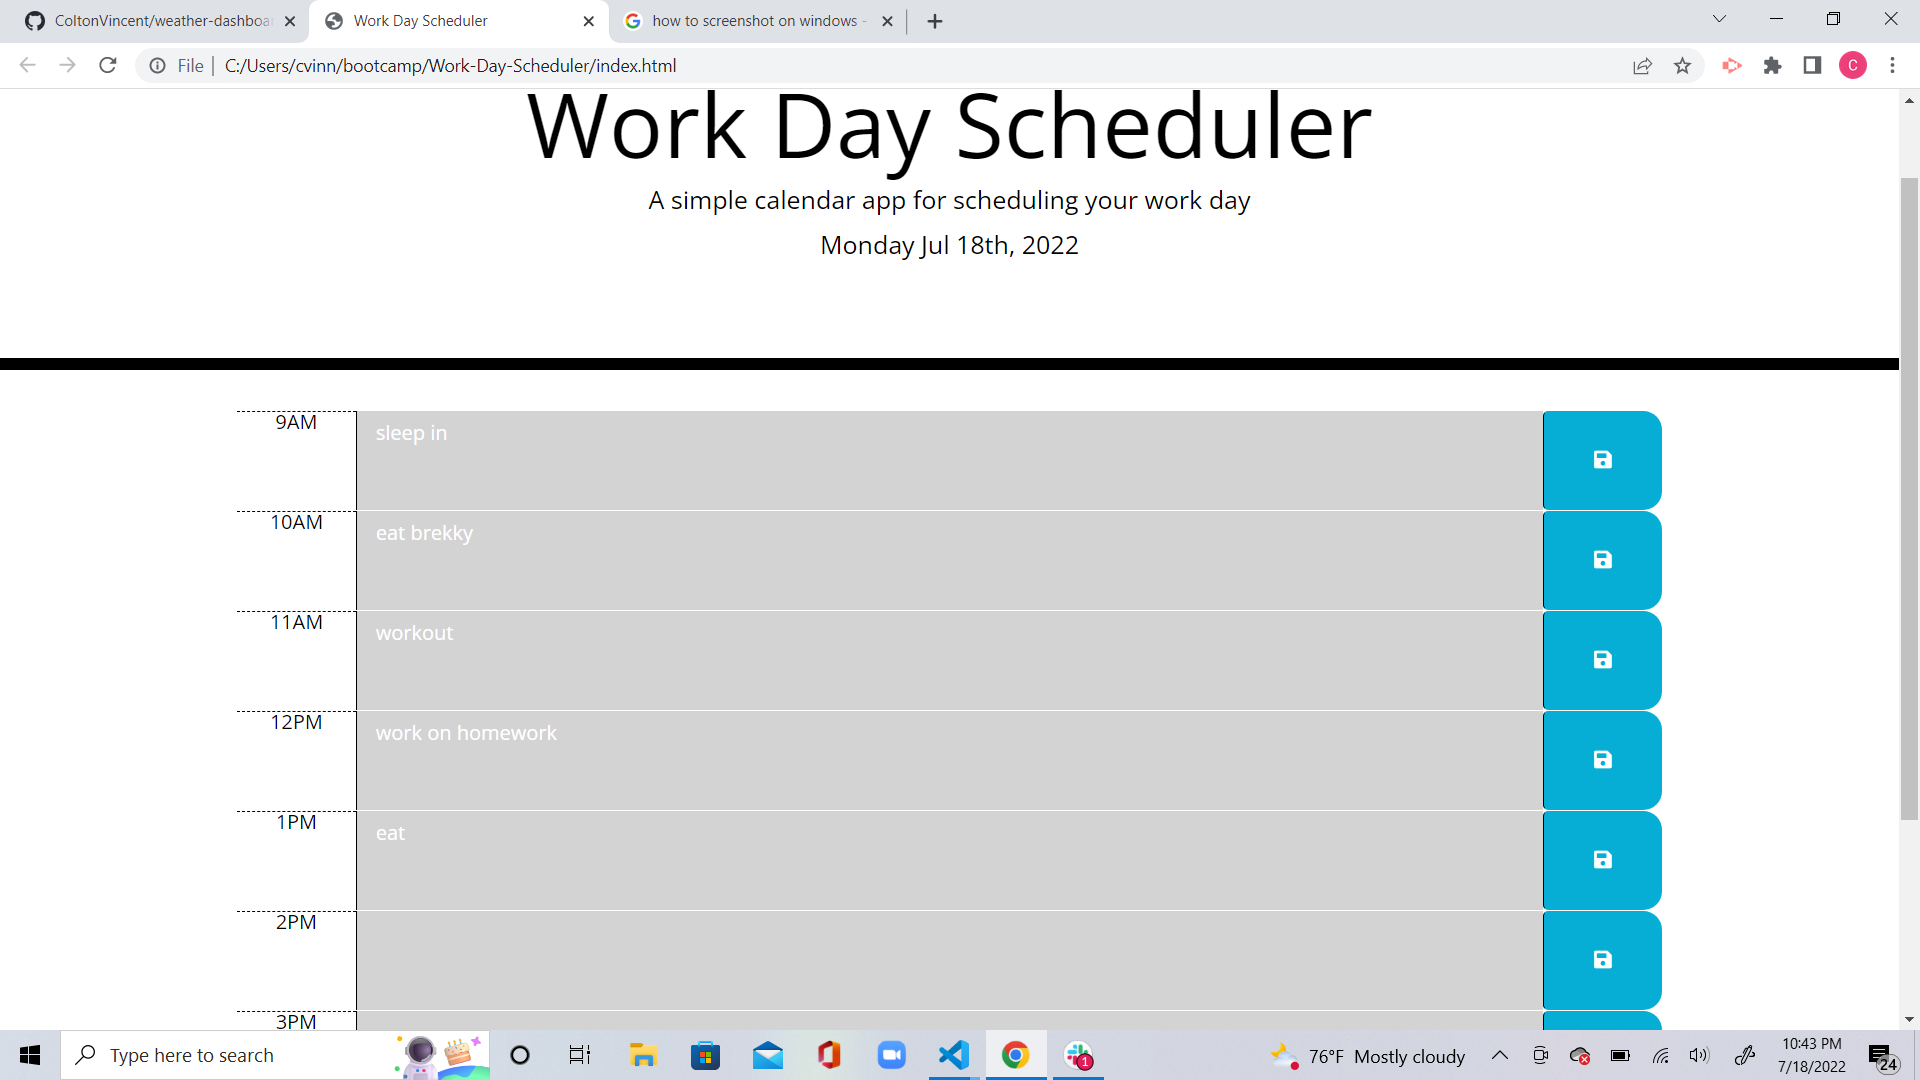 ColtonVincent/weather-dashboar
Work Day Scheduler
how to screenshot on windows -
File
C:/Users/cvinn/bootcamp/Work-Day-Scheduler/index.html
C
Work Day Scheduler
A simple calendar app for scheduling your work day
Monday Jul 18th, 2022
9AM
sleep in
10AM
eat brekky
11AM
workout
12PM
work on homework
1PM
eat
2PM
3PM
Type here to search
1
76°F Mostly cloudy
10:43 PM
7/18/2022
24